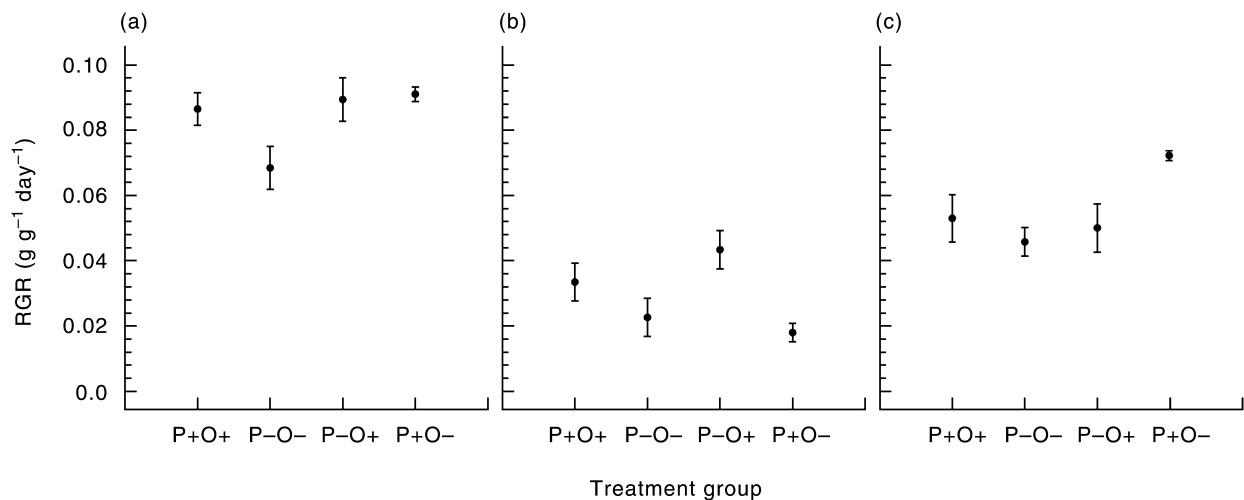 (a)
(b)
(c)
RGR (g g⁻¹ day⁻¹)
0.10
0.08
0.06
0.04
0.02
0.0
P+O+ P–O– P–O+ P+O–
P+O+ P–O– P–O+ P+O–
P+O+ P–O– P–O+ P+O–
Treatment group